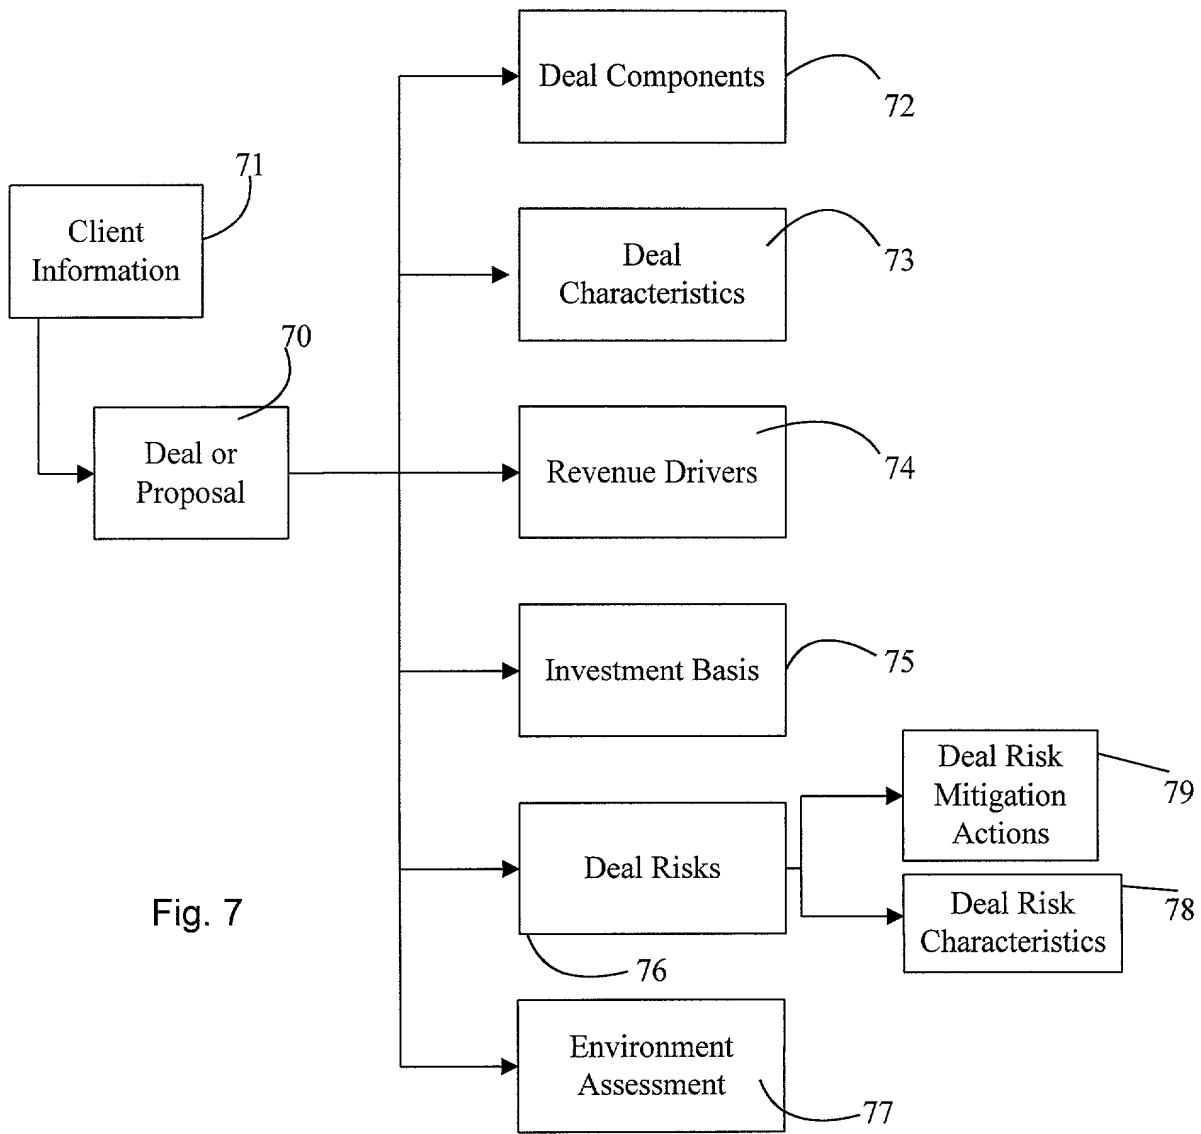 Deal Components
72
71
Client
Information
Deal
Characteristics
73
70
Deal or
Proposal
Revenue Drivers
74
Investment Basis
75
Deal Risk
Mitigation
Actions
79
Deal Risks
76
Deal Risk
Characteristics
78
Fig. 7
Environment
Assessment
77